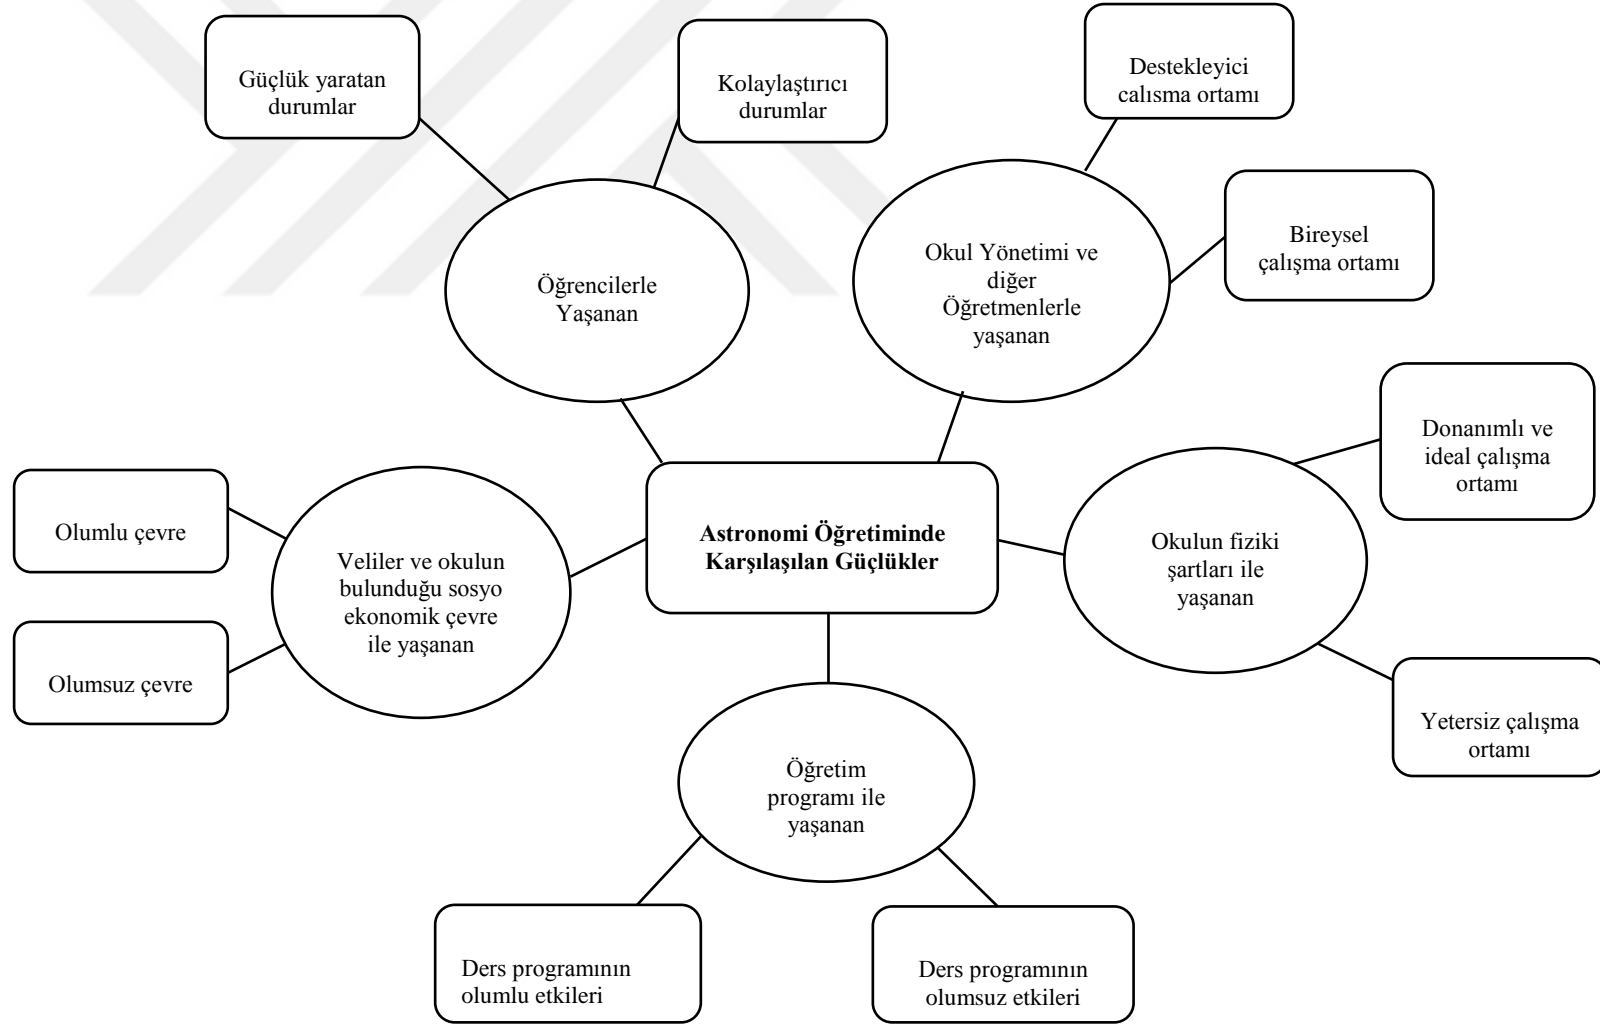 Güçlük yaratan
durumlar
Kolaylaştırıcı
durumlar
Destekleyici
calısma ortamı
Bireysel
çalışma ortamı
Öğrencilerle
Yaşanan
Okul Yönetimi ve
diğer
Öğretmenlerle
yaşanan
Donanımlı ve
ideal çalışma
ortamı
Olumlu çevre
Veliler ve okulun
bulunduğu sosyo
ekonomik çevre
ile yaşanan
Astronomi Öğretiminde
Karşılaşılan Güçlükler
Okulun fiziki
şartları ile
yaşanan
Olumsuz çevre
Yetersiz çalışma
ortamı
Öğretim
programı ile
yaşanan
Ders programının
olumlu etkileri
Ders programının
olumsuz etkileri